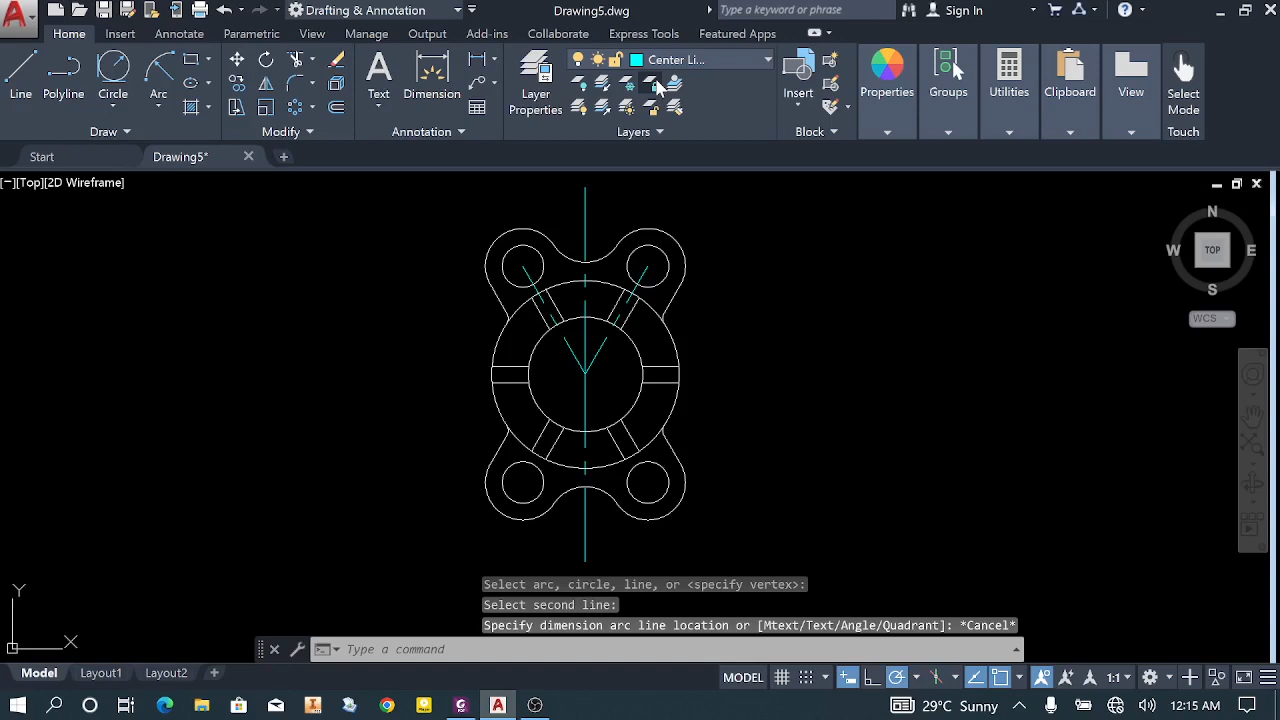 Drafting & Annotation
Drawing5.dwg
Type a keyword or phrase
Sign In
Home
Insert
Annotate
Parametric
View
Manage
Output
Add-ins
Collaborate
Express Tools
Featured Apps
Line
Polyline
Circle
Arc
Text
Dimension
Layer
Properties
Center Li...
Insert
Properties
Groups
Utilities
Clipboard
View
Select
Mode
Draw
Modify
Annotation
Layers
Block
Touch
Start
Drawing5*
[−][Top][2D Wireframe]
N
W
TOP
E
S
WCS
Y
X
Select arc, circle, line, or <specify vertex>:
Select second line:
Specify dimension arc line location or [Mtext/Text/Angle/Quadrant]: *Cancel*
Type a command
Model
Layout1
Layout2
MODEL
1:1
29°C Sunny
12:15 AM